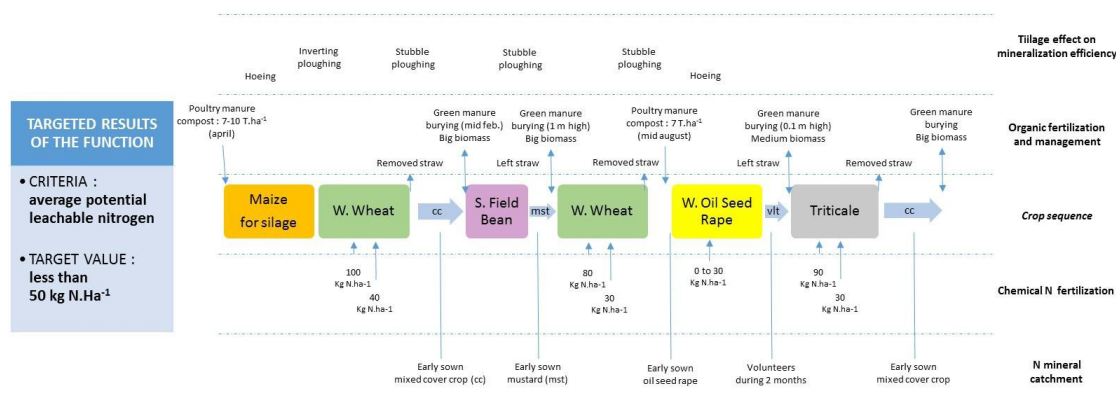 Tiilage effect on
mineralization efficiency
Inverting
ploughing
Stubble
ploughing
Stubble
ploughing
Stubble
ploughing
Hoeing
Hoeing
TARGETED RESULTS
OF THE FUNCTION
• CRITERIA :
average potential
leachable nitrogen
• TARGET VALUE :
less than
50 kg N.Ha-1
Poultry manure
compost : 7-10 T.ha-1
(april)
Green manure
burying (mid feb.)
Big biomass
Green manure
burying (1 m high)
Big biomass
Poultry manure
compost : 7 T.ha-1
(mid august)
Green manure
burying (0.1 m high)
Medium biomass
Green manure
burying
Big biomass
Organic fertilization
and management
Removed straw
Left straw
Removed straw
Left straw
Removed straw
Maize
for silage
W. Wheat
cc
S. Field
Bean
mst
W. Wheat
W. Oil Seed
Rape
vlt
Triticale
cc
Crop sequence
100
Kg N.ha-1
40
Kg N.ha-1
80
Kg N.ha-1
30
Kg N.ha-1
0 to 30
Kg N.ha-1
90
Kg N.ha-1
30
Kg N.ha-1
Chemical N fertilization
Early sown
mixed cover crop (cc)
Early sown
mustard (mst)
Early sown
oil seed rape
Volunteers
during 2 months
Early sown
mixed cover crop
N mineral
catchment